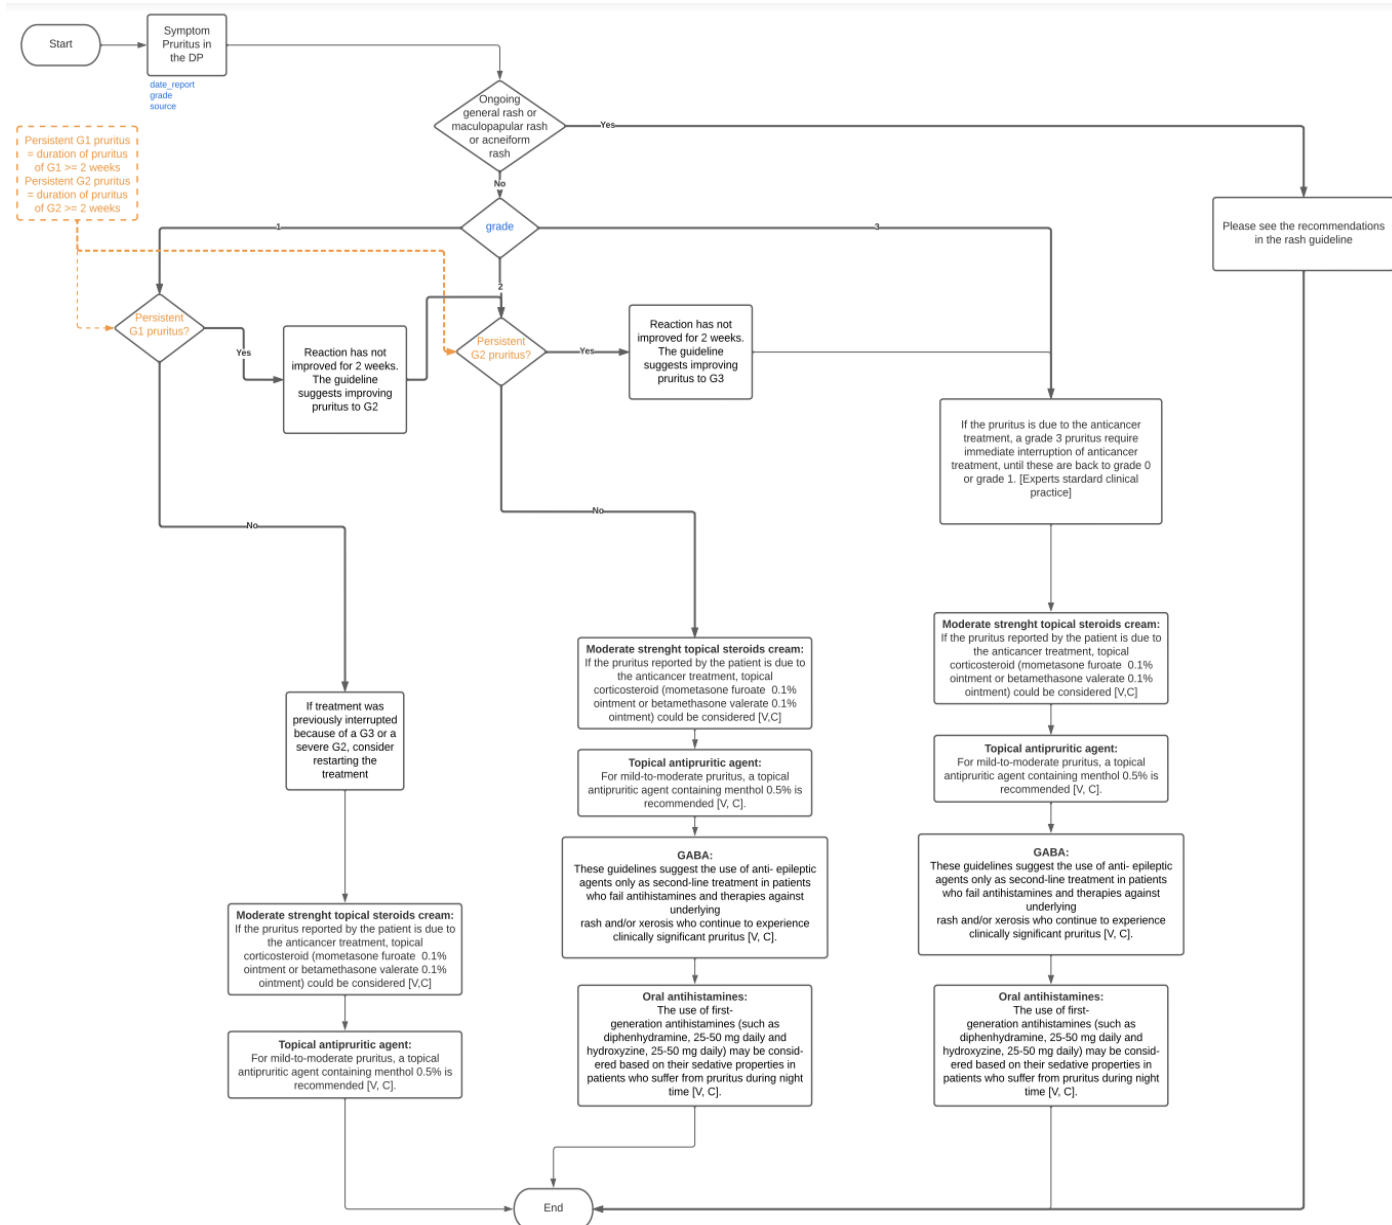 Start
Symptom
Pruritus in
the DP
date_report
grade
source
Ongoing
general rash or
maculopapular rash
or acneiform
rash
Yes
No
Persistent G1 pruritus
= duration of pruritus
of G1 >= 2 weeks
Persistent G2 pruritus
= duration of pruritus
of G2 >= 2 weeks
grade
1
2
3
Please see the recommendations
in the rash guideline
Persistent
G1 pruritus?
Yes
Reaction has not
improved for 2 weeks.
The guideline
suggests improving
pruritus to G2
Persistent
G2 pruritus?
Yes
Reaction has not
improved for 2 weeks.
The guideline
suggests improving
pruritus to G3
If the pruritus is due to the anticancer
treatment, a grade 3 pruritus require
immediate interruption of anticancer
treatment, until these are back to grade 0
or grade 1. [Experts stardard clinical
practice]
No
No
If treatment was
previously interrupted
because of a G3 or a
severe G2, consider
restarting the
treatment
Moderate strenght topical steroids cream:
If the pruritus reported by the patient is due to
the anticancer treatment, topical
corticosteroid (mometasone furoate 0.1%
ointment or betamethasone valerate 0.1%
ointment) could be considered [V,C]
Topical antipruritic agent:
For mild-to-moderate pruritus, a topical
antipruritic agent containing menthol 0.5% is
recommended [V, C].
Moderate strenght topical steroids cream:
If the pruritus reported by the patient is due to
the anticancer treatment, topical
corticosteroid (mometasone furoate 0.1%
ointment or betamethasone valerate 0.1%
ointment) could be considered [V,C]
Topical antipruritic agent:
For mild-to-moderate pruritus, a topical
antipruritic agent containing menthol 0.5% is
recommended [V, C].
GABA:
These guidelines suggest the use of anti- epileptic
agents only as second-line treatment in patients
who fail antihistamines and therapies against
underlying
rash and/or xerosis who continue to experience
clinically significant pruritus [V, C].
Oral antihistamines:
The use of first-
generation antihistamines (such as
diphenhydramine, 25-50 mg daily and
hydroxyzine, 25-50 mg daily) may be consid-
ered based on their sedative properties in
patients who suffer from pruritus during night
time [V, C].
Moderate strenght topical steroids cream:
If the pruritus reported by the patient is due to
the anticancer treatment, topical
corticosteroid (mometasone furoate 0.1%
ointment or betamethasone valerate 0.1%
ointment) could be considered [V,C]
Topical antipruritic agent:
For mild-to-moderate pruritus, a topical
antipruritic agent containing menthol 0.5% is
recommended [V, C].
GABA:
These guidelines suggest the use of anti- epileptic
agents only as second-line treatment in patients
who fail antihistamines and therapies against
underlying
rash and/or xerosis who continue to experience
clinically significant pruritus [V, C].
Oral antihistamines:
The use of first-
generation antihistamines (such as
diphenhydramine, 25-50 mg daily and
hydroxyzine, 25-50 mg daily) may be consid-
ered based on their sedative properties in
patients who suffer from pruritus during night
time [V, C].
End